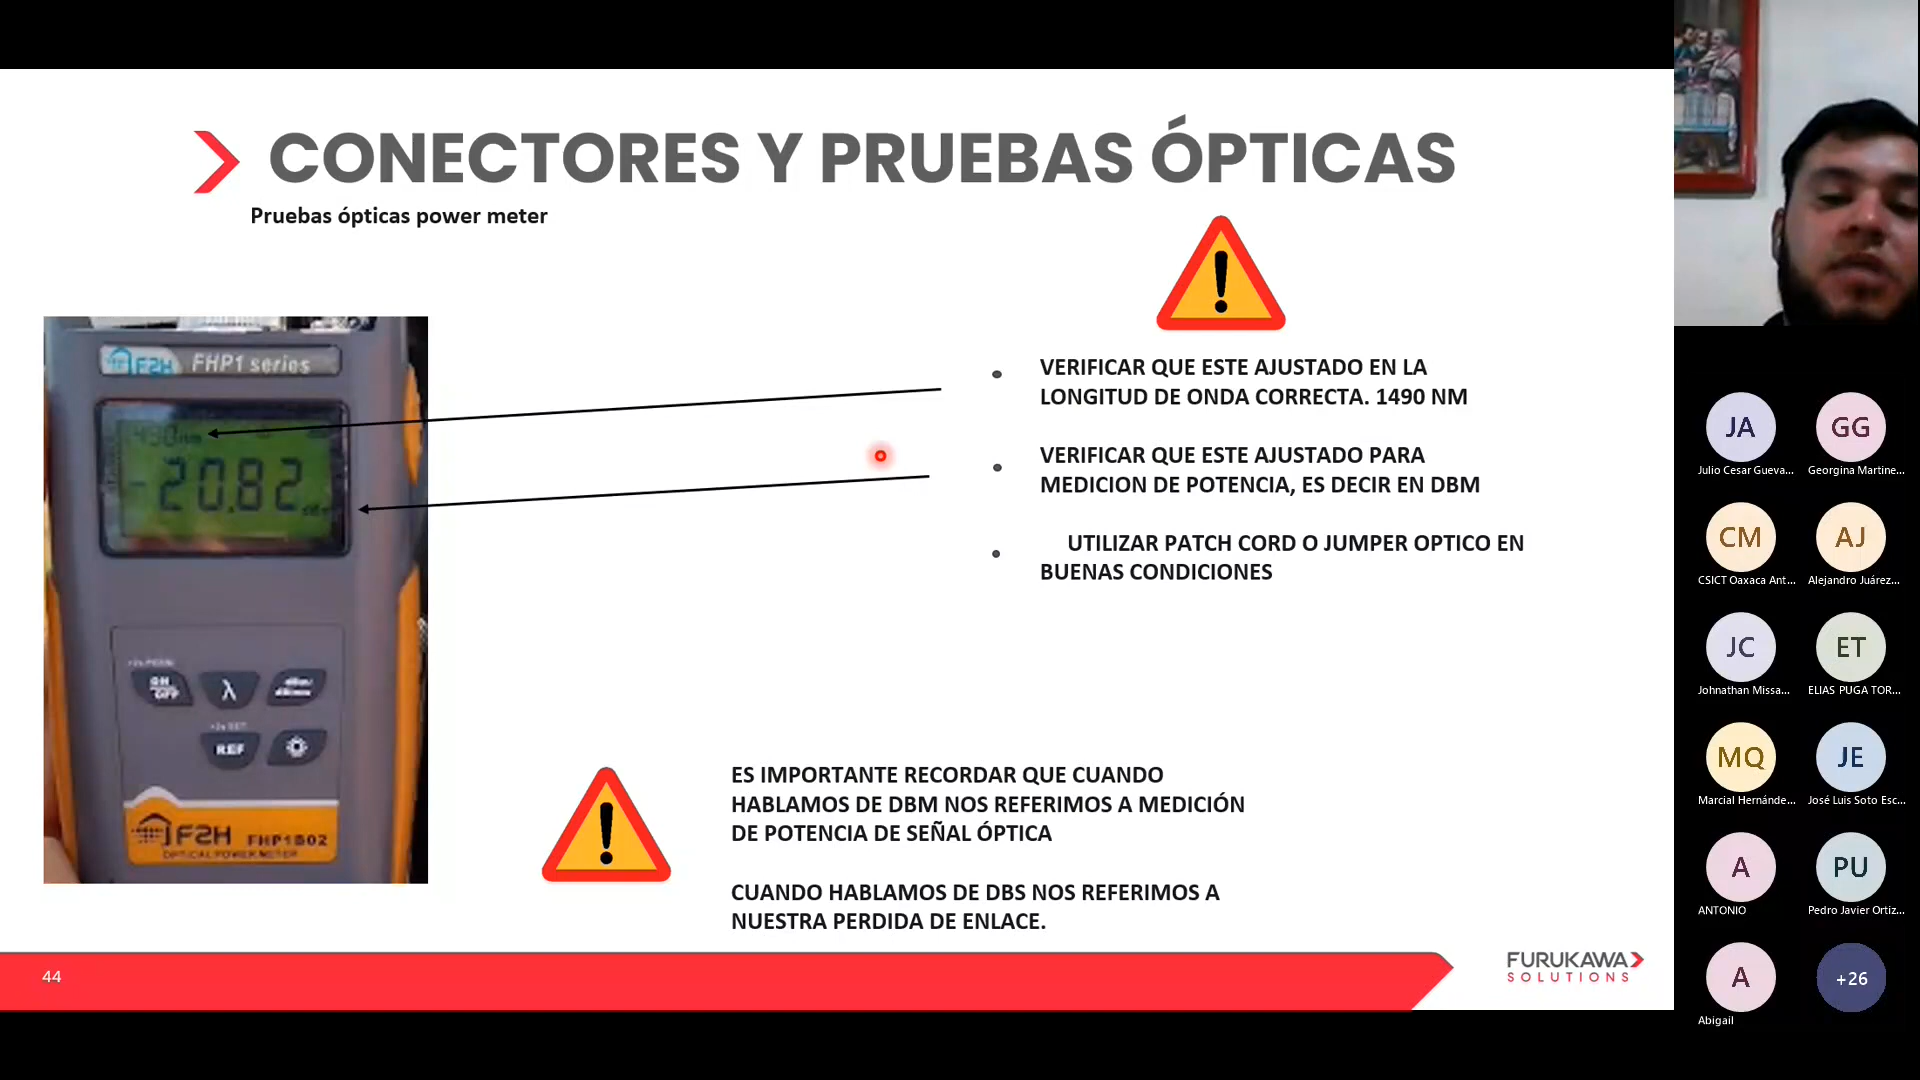 CONECTORES Y PRUEBAS ÓPTICAS
Pruebas ópticas power meter
F2H FHP1 series
-20.82
ON
OFF
λ
REF
F2H FHP1B02
OPTICAL POWER METER
VERIFICAR QUE ESTE AJUSTADO EN LA
LONGITUD DE ONDA CORRECTA. 1490 NM
VERIFICAR QUE ESTE AJUSTADO PARA
MEDICION DE POTENCIA, ES DECIR EN DBM
UTILIZAR PATCH CORD O JUMPER OPTICO EN
BUENAS CONDICIONES
ES IMPORTANTE RECORDAR QUE CUANDO
HABLAMOS DE DBM NOS REFERIMOS A MEDICIÓN
DE POTENCIA DE SEÑAL ÓPTICA
CUANDO HABLAMOS DE DBS NOS REFERIMOS A
NUESTRA PERDIDA DE ENLACE.
44
FURUKAWA
SOLUTIONS
JA
GG
Julio Cesar Gueva...
Georgina Martine...
CM
AJ
CSICT Oaxaca Ant...
Alejandro Juárez...
JC
ET
Johnathan Missa...
ELIAS PUGA TOR...
MQ
JE
Marcial Hernánde...
José Luis Soto Esc...
A
PU
ANTONIO
Pedro Javier Ortiz...
A
+26
Abigail